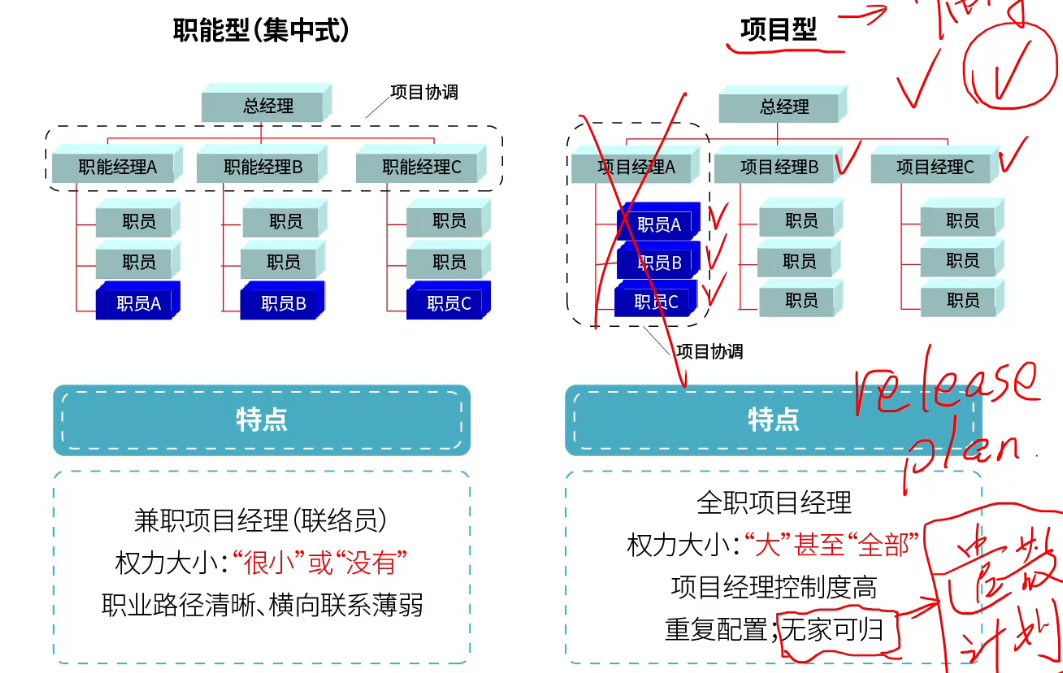 职能型(集中式)
总经理
项目协调
职能经理A
职能经理B
职能经理C
职员
职员
职员
职员
职员
职员
职员A
职员B
职员C
特点
兼职项目经理(联络员)
权力大小:“很小”或“没有”
职业路径清晰、横向联系薄弱
项目型
总经理
项目经理A
项目经理B
项目经理C
职员A
职员
职员
职员B
职员
职员
职员C
职员
职员
项目协调
release
plan
特点
全职项目经理
权力大小:“大”甚至“全部”
项目经理控制度高
重复配置;无家可归
计划